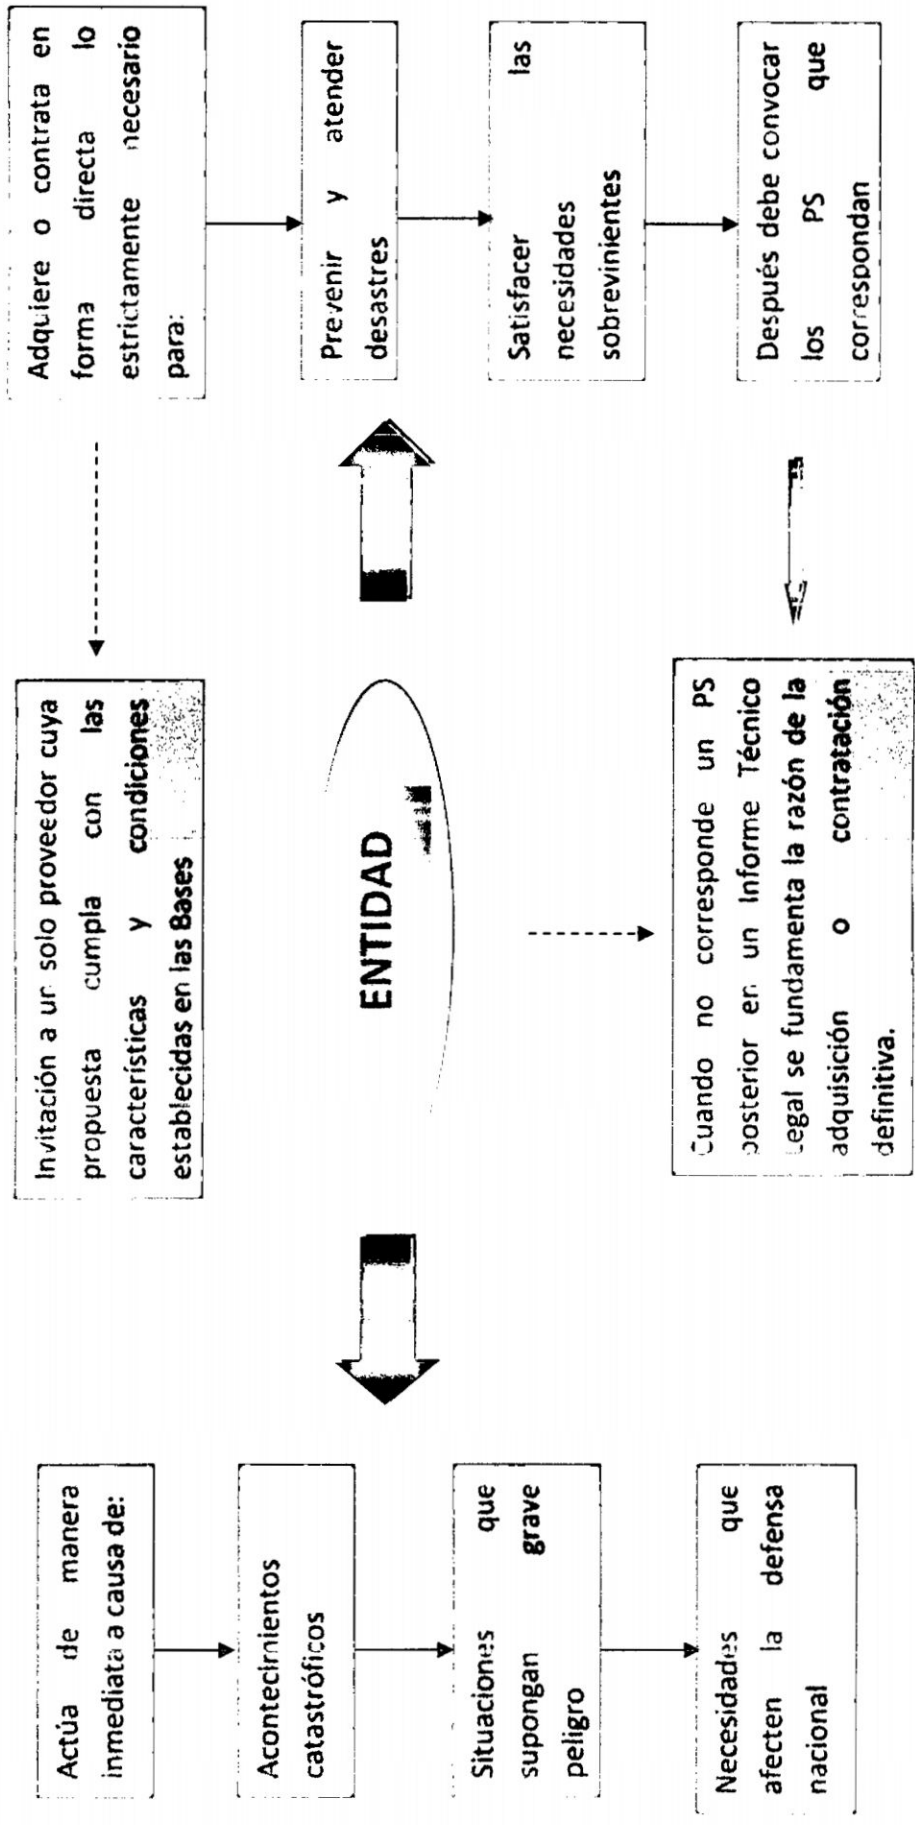 Actúa de manera
inmediata a causa de:
Acontecimientos
catastróficos
Situaciones que
supongan grave
peligro
Necesidades que
afecten la defensa
nacional
Invitación a un solo proveedor cuya
propuesta cumpla con las
características y condiciones
establecidas en las Bases
ENTIDAD
Cuando no corresponde un PS
posterior en un Informe Técnico
Legal se fundamenta la razón de la
adquisición o contratación
definitiva.
Adquiere o contrata en
forma directa lo
estrictamente necesario
para:
Prevenir y atender
desastres
Satisfacer las
necesidades
sobrevinientes
Después debe convocar
los PS que
correspondan